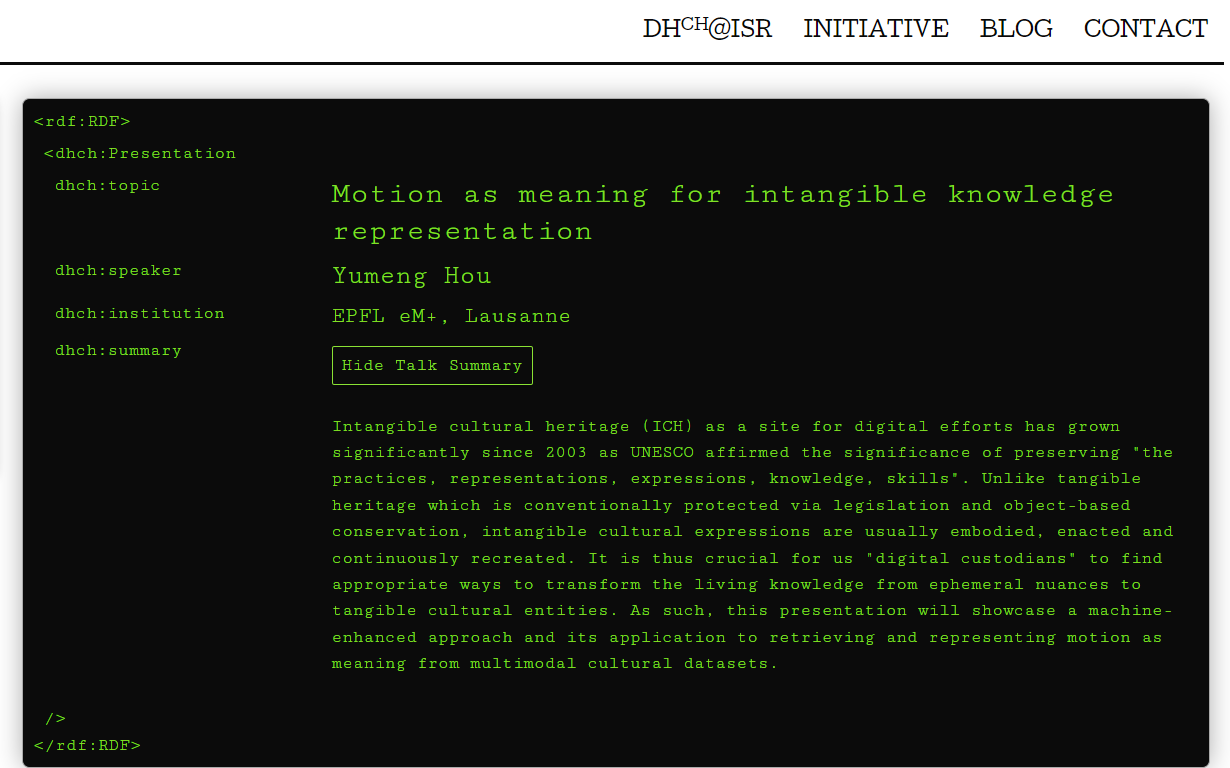 DHCH@ISR INITIATIVE BLOG CONTACT
<rdf:RDF>
<dhch:Presentation
dhch:topic
Motion as meaning for intangible knowledge
representation
dhch:speaker
Yumeng Hou
dhch:institution
EPFL eM+, Lausanne
dhch:summary
Hide Talk Summary
Intangible cultural heritage (ICH) as a site for digital efforts has grown
significantly since 2003 as UNESCO affirmed the significance of preserving "the
practices, representations, expressions, knowledge, skills". Unlike tangible
heritage which is conventionally protected via legislation and object-based
conservation, intangible cultural expressions are usually embodied, enacted and
continuously recreated. It is thus crucial for us "digital custodians" to find
appropriate ways to transform the living knowledge from ephemeral nuances to
tangible cultural entities. As such, this presentation will showcase a machine-
enhanced approach and its application to retrieving and representing motion as
meaning from multimodal cultural datasets.
/>
</rdf:RDF>